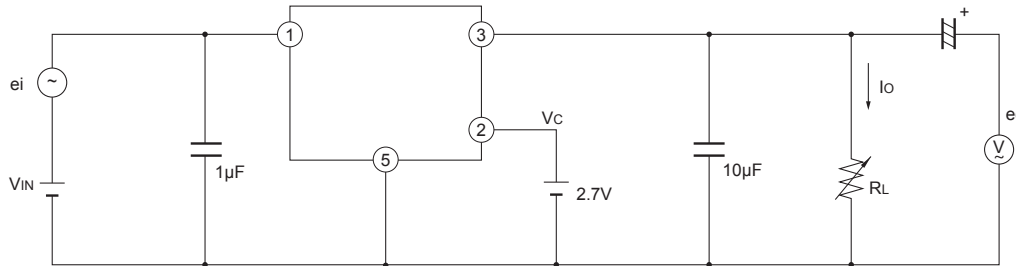 +
1
3
ei
~
IO
VC
e
2
V
~
5
1μF
10μF
VIN
2.7V
RL